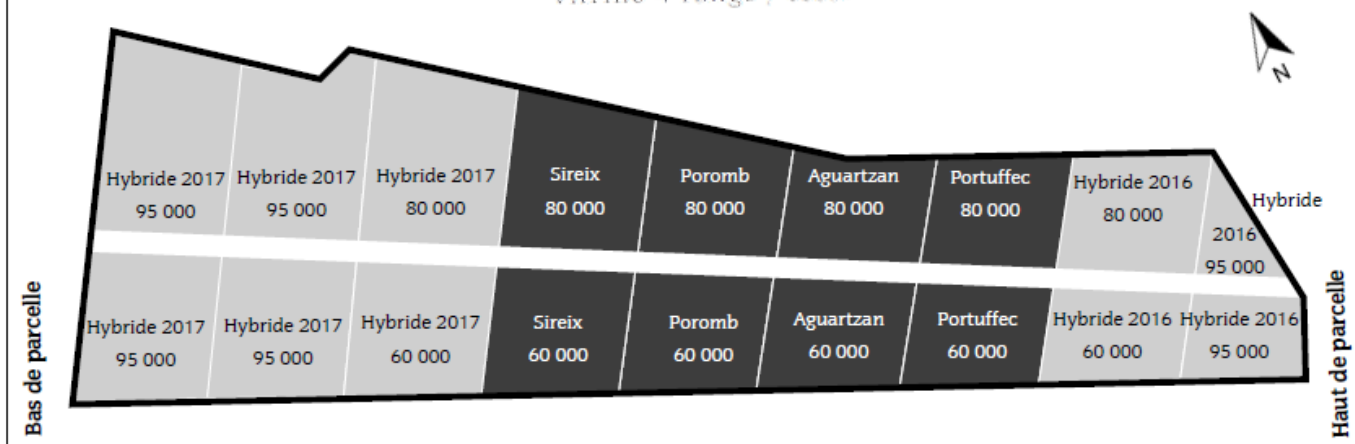 N
Hybride 2017
95 000
Hybride 2017
95 000
Hybride 2017
80 000
Sireix
80 000
Poromb
80 000
Aguartzan
80 000
Portuffec
80 000
Hybride 2016
80 000
Hybride
2016
95 000
Bas de parcelle
Hybride 2017
95 000
Hybride 2017
95 000
Hybride 2017
60 000
Sireix
60 000
Poromb
60 000
Aguartzan
60 000
Portuffec
60 000
Hybride 2016
60 000
Hybride 2016
95 000
Haut de parcelle